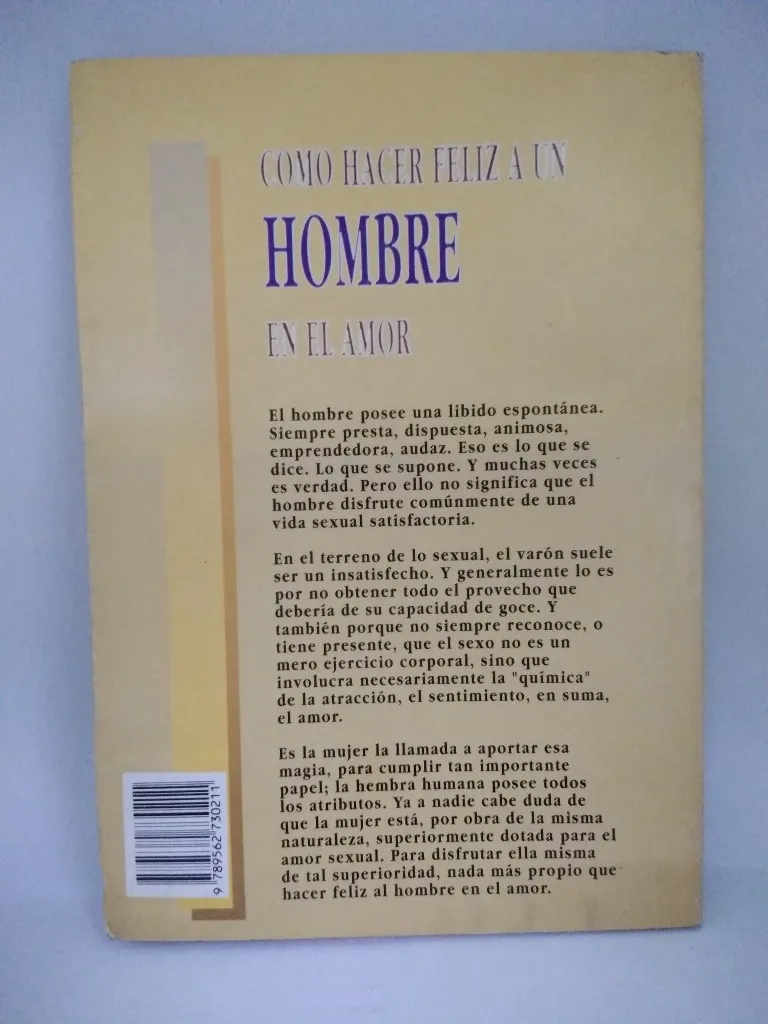 COMO HACER FELIZ A UN
HOMBRE
EN EL AMOR
El hombre posee una libido espontánea.
Siempre presta, dispuesta, animosa,
emprendedora, audaz. Eso es lo que se
dice. Lo que se supone. Y muchas veces
es verdad. Pero ello no significa que el
hombre disfrute comúnmente de una
vida sexual satisfactoria.
En el terreno de lo sexual, el varón suele
ser un insatisfecho. Y generalmente lo es
por no obtener todo el provecho que
debería de su capacidad de goce. Y
también porque no siempre reconoce, o
tiene presente, que el sexo no es un
mero ejercicio corporal, sino que
involucra necesariamente la "química"
de la atracción, el sentimiento, en suma,
el amor.
Es la mujer la llamada a aportar esa
magia, para cumplir tan importante
papel; la hembra humana posee todos
los atributos. Ya a nadie cabe duda de
que la mujer está, por obra de la misma
naturaleza, superiormente dotada para el
amor sexual. Para disfrutar ella misma
de tal superioridad, nada más propio que
hacer feliz al hombre en el amor.
9 789562 730211